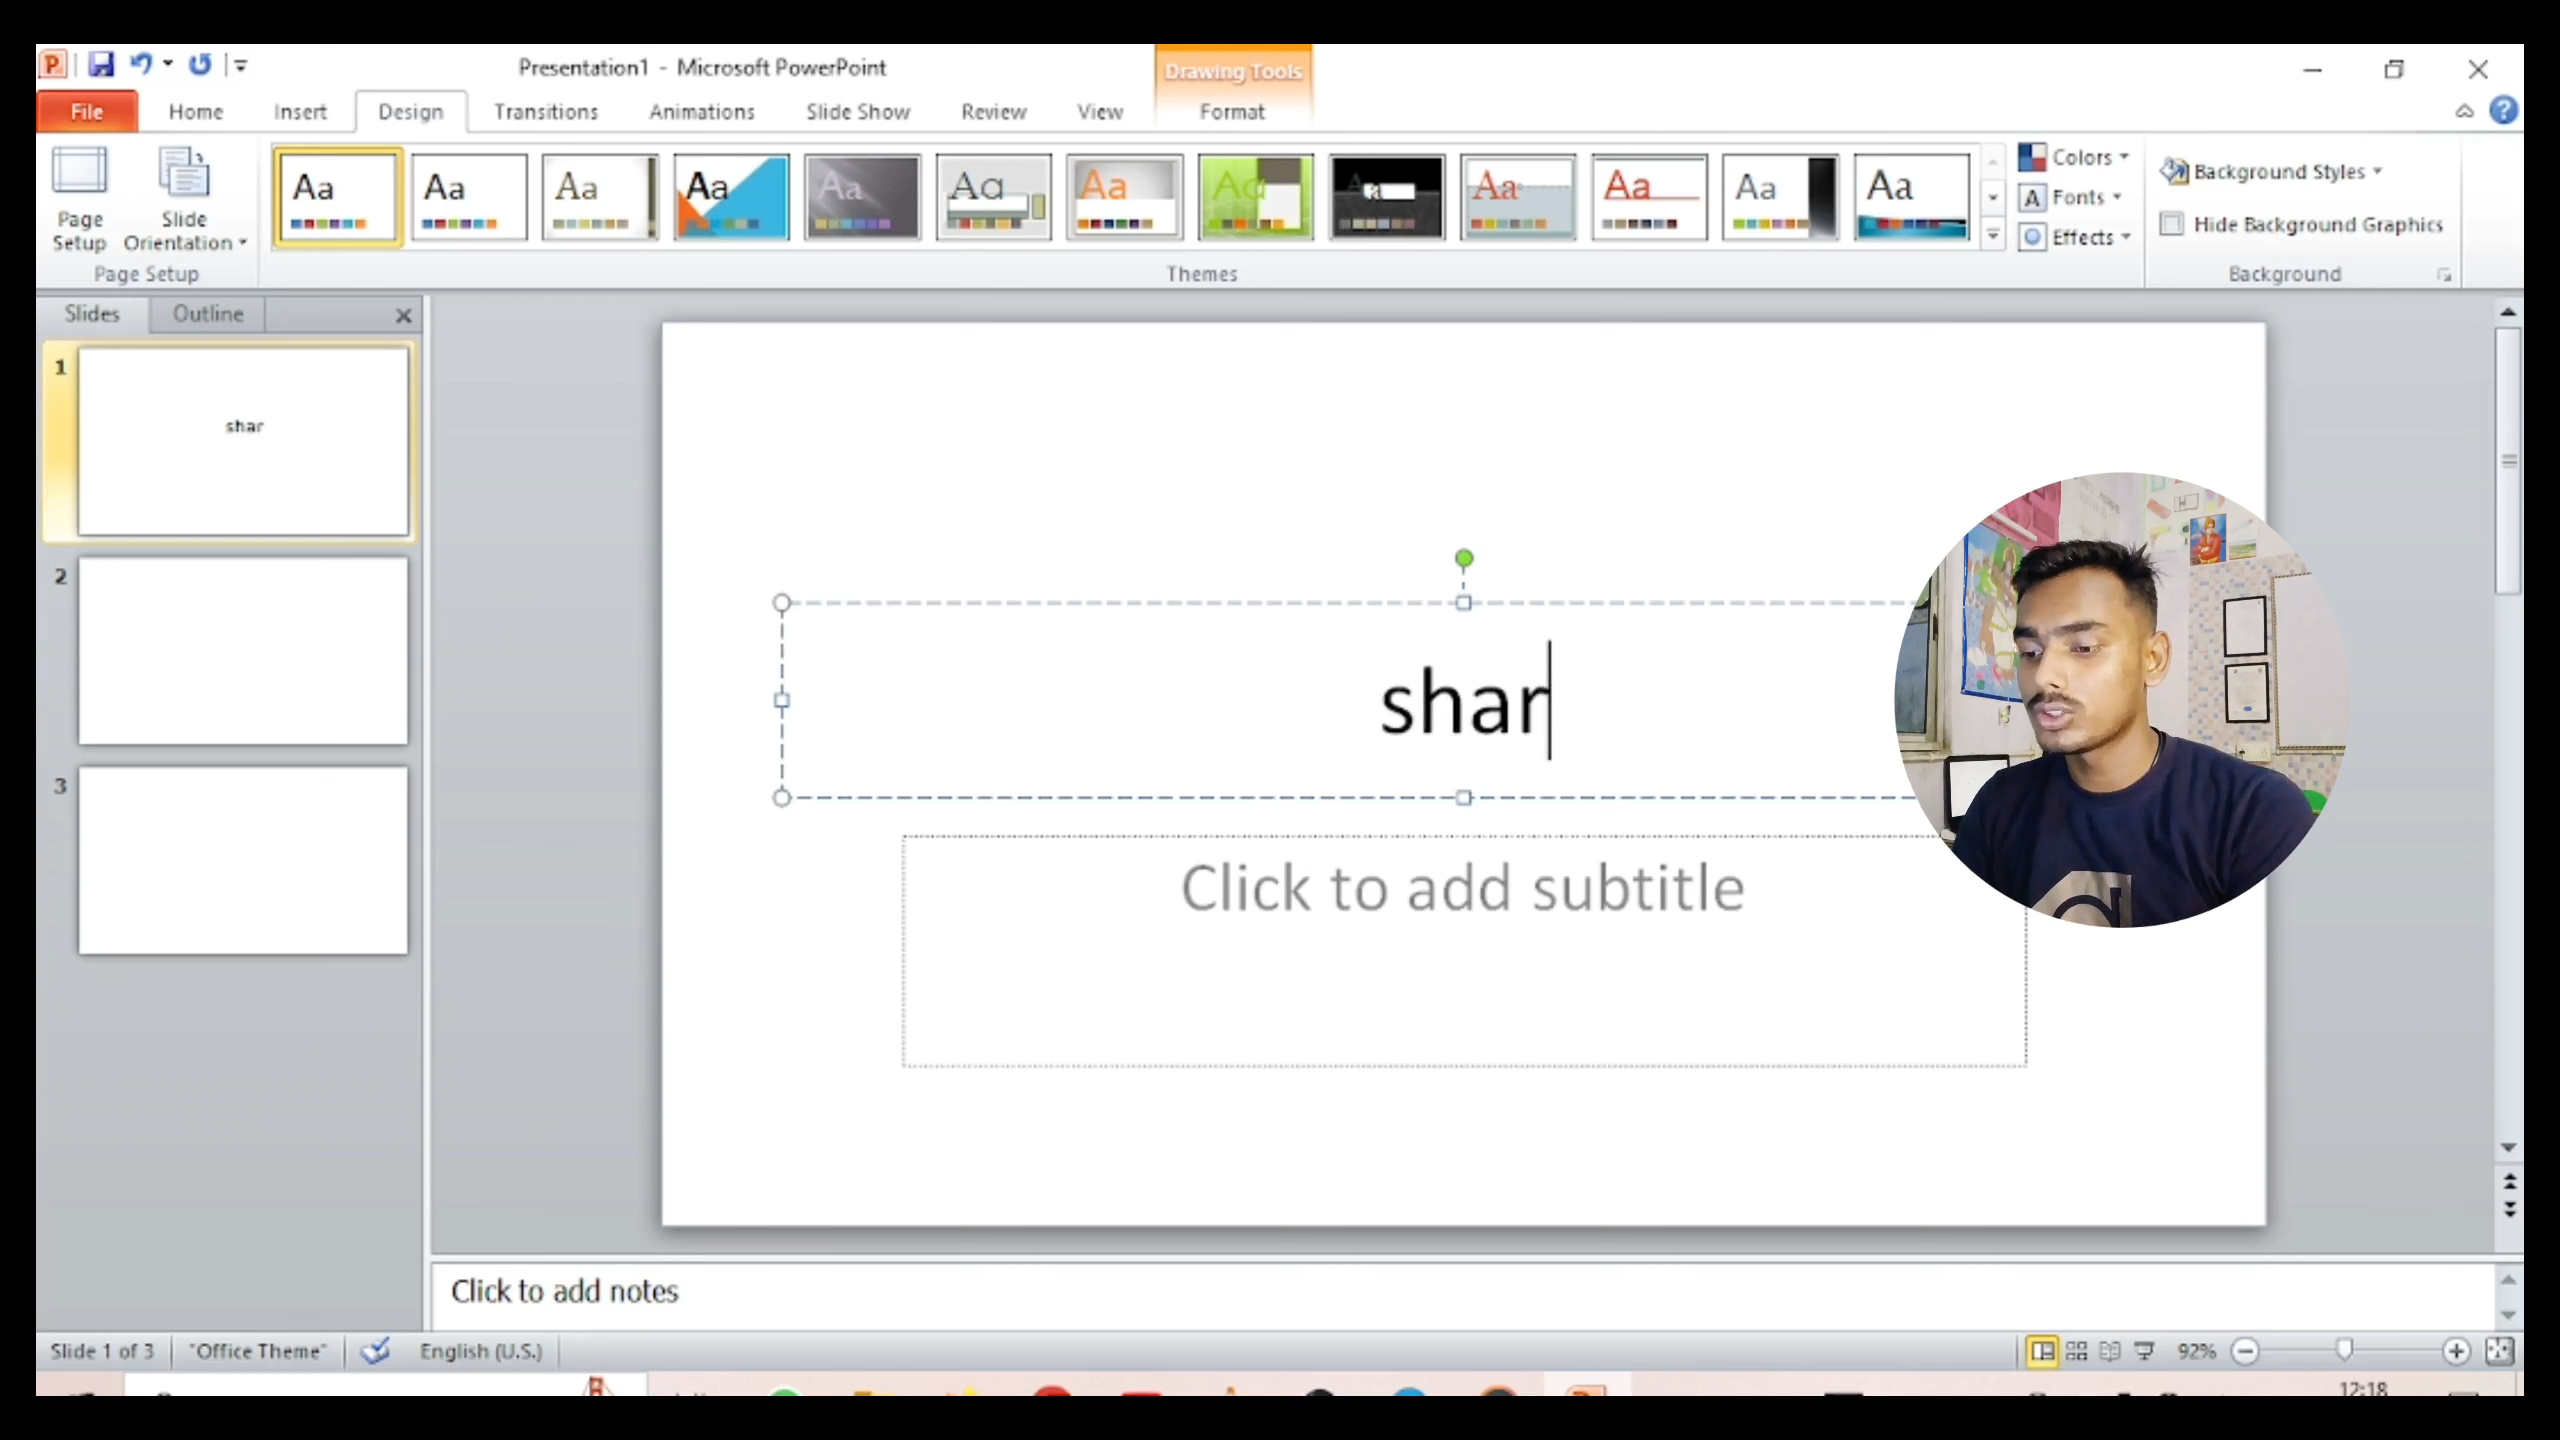 Presentation1 - Microsoft PowerPoint
Drawing Tools
File Home Insert Design Transitions Animations Slide Show Review View Format
Page Setup
Slide Orientation
Page Setup
Aa Aa Aa Aa Aa Aa Aa Aa Aa Aa Aa Aa
Themes
Colors
Fonts
Effects
Background Styles
Hide Background Graphics
Background
Slides Outline
1
shar
2
3
shar
Click to add subtitle
Click to add notes
Slide 1 of 3 "Office Theme" English (U.S.) 92%
12:18